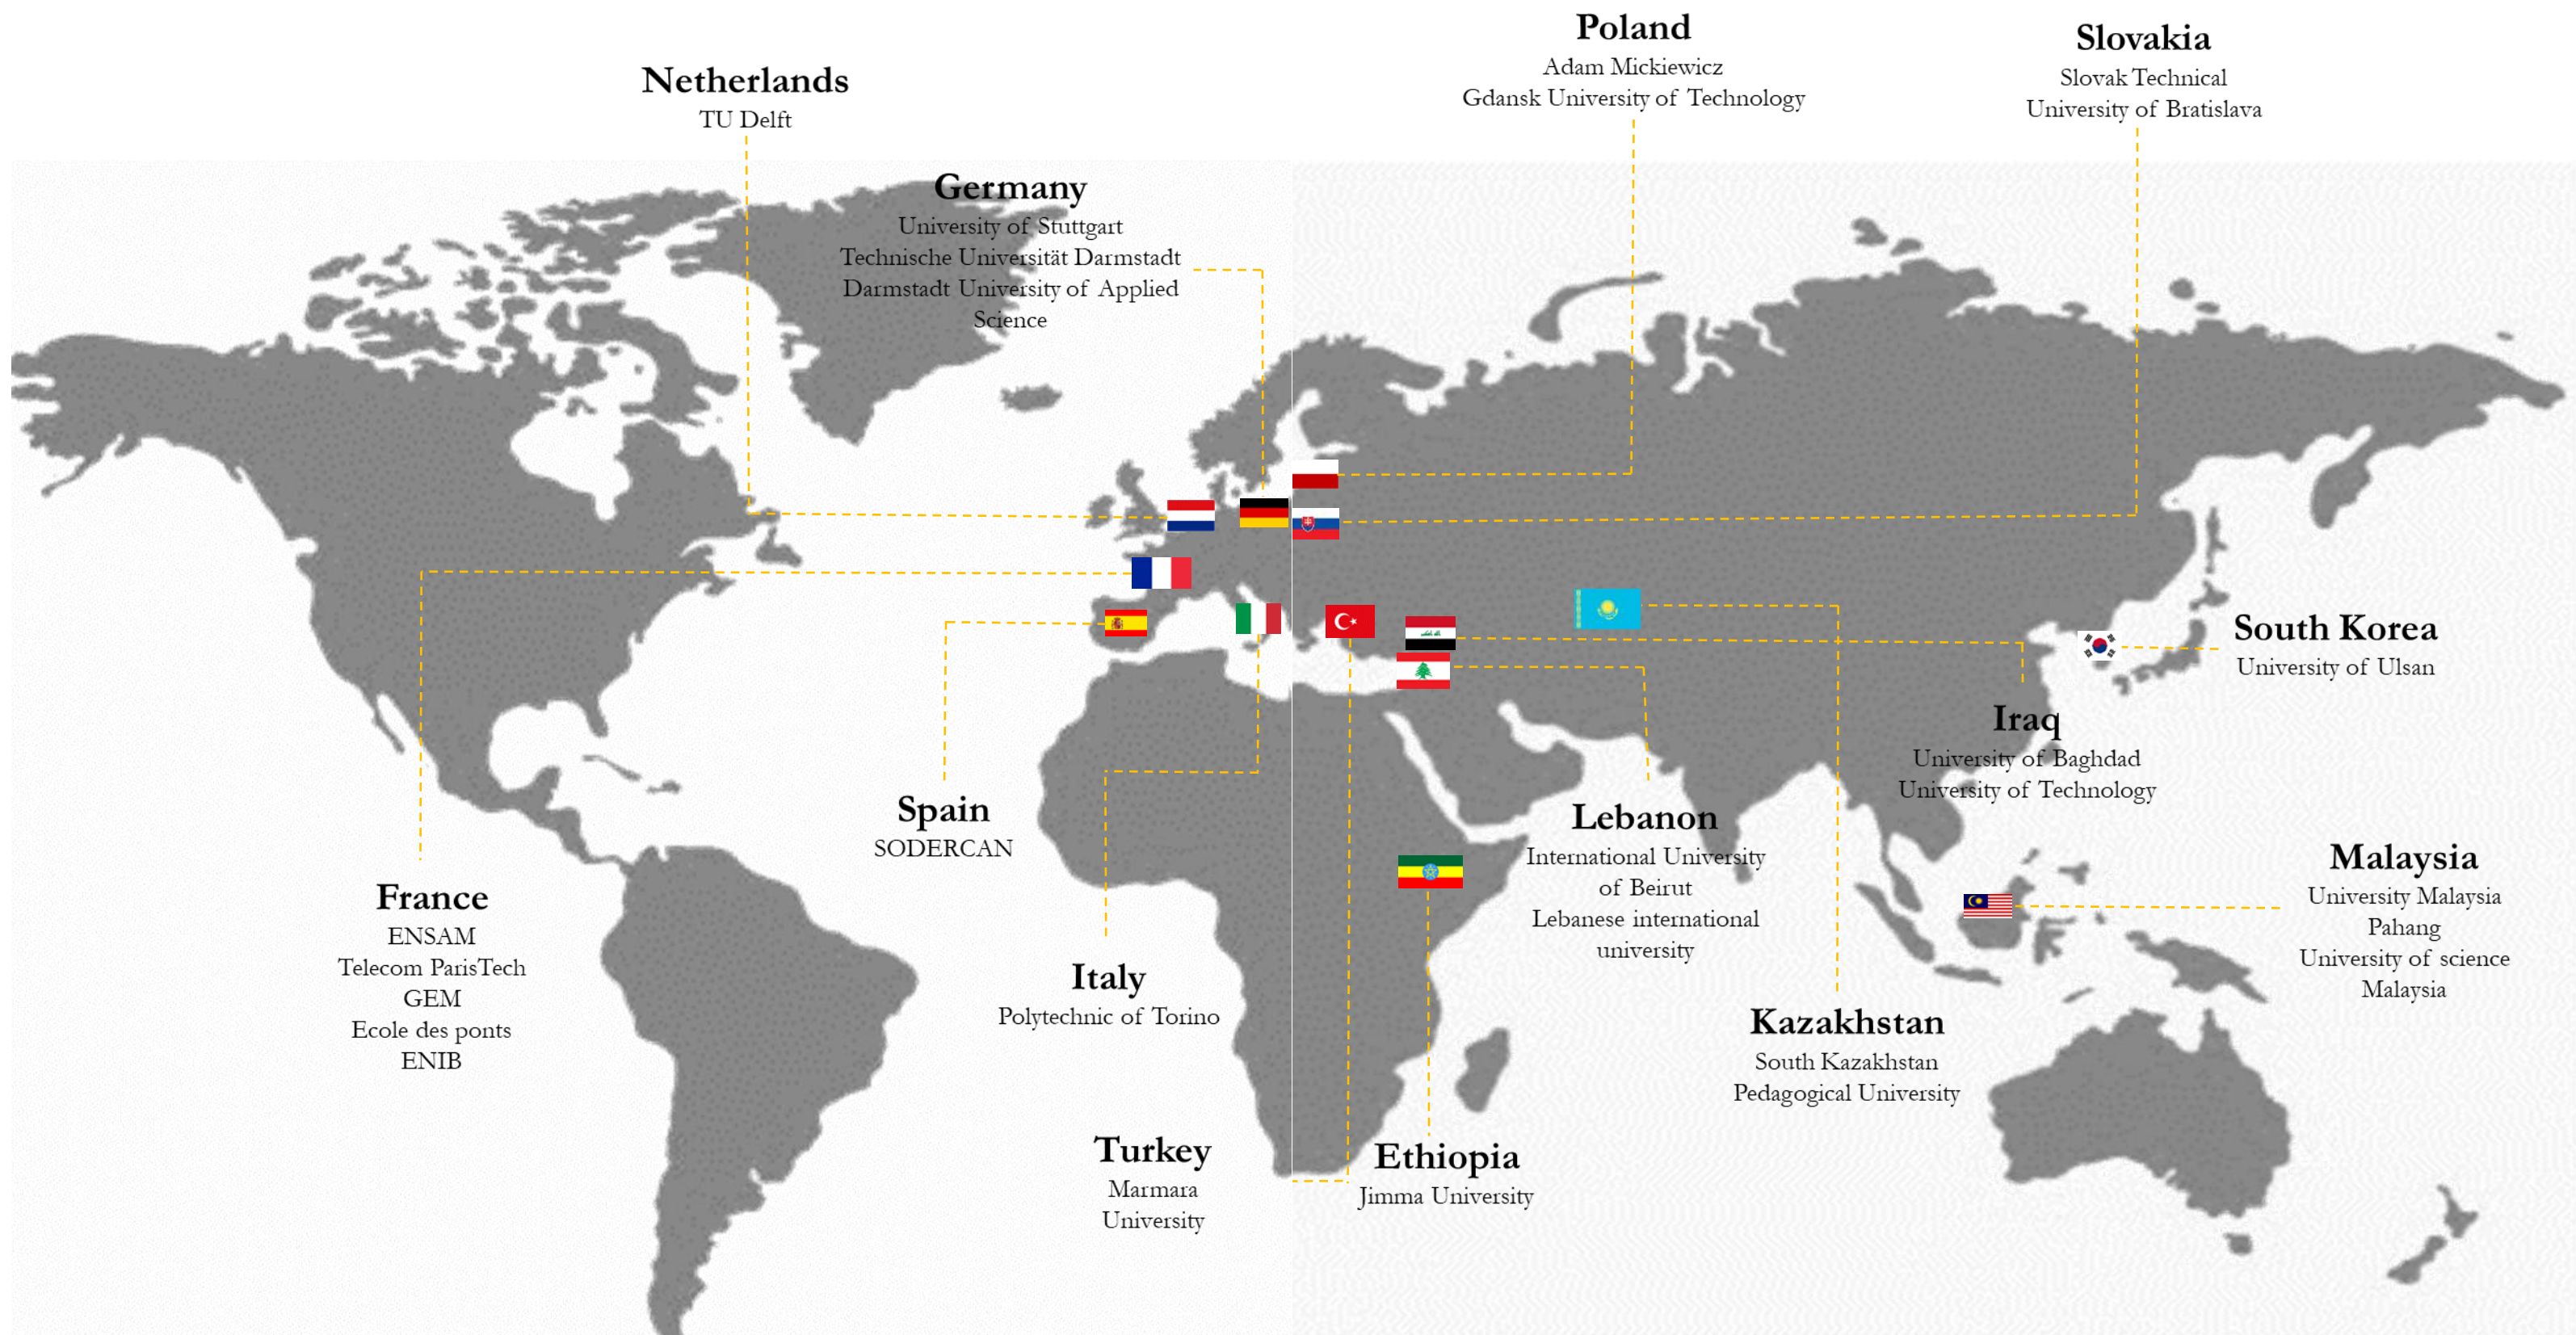 Poland
Adam Mickiewicz
Gdansk University of Technology
Slovakia
Slovak Technical
University of Bratislava
Netherlands
TU Delft
Germany
University of Stuttgart
Technische Universität Darmstadt
Darmstadt University of Applied
Science
South Korea
University of Ulsan
Iraq
University of Baghdad
University of Technology
Spain
SODERCAN
Lebanon
International University
of Beirut
Lebanese international
university
Malaysia
University Malaysia
Pahang
University of science
Malaysia
France
ENSAM
Telecom ParisTech
GEM
Ecole des ponts
ENIB
Italy
Polytechnic of Torino
Kazakhstan
South Kazakhstan
Pedagogical University
Turkey
Marmara
University
Ethiopia
Jimma University